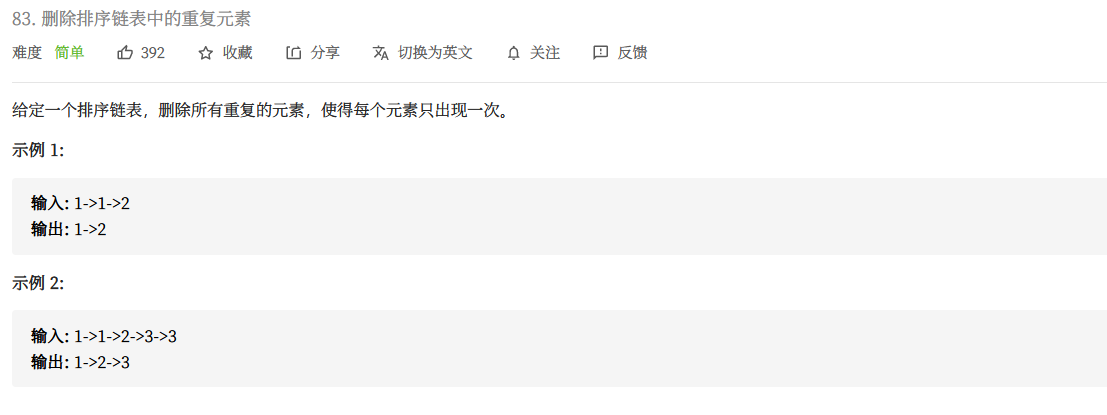 83. 删除排序链表中的重复元素
难度 简单 392 收藏 分享 切换为英文 关注 反馈
给定一个排序链表，删除所有重复的元素，使得每个元素只出现一次。
示例 1:
输入: 1->1->2
输出: 1->2
示例 2:
输入: 1->1->2->3->3
输出: 1->2->3